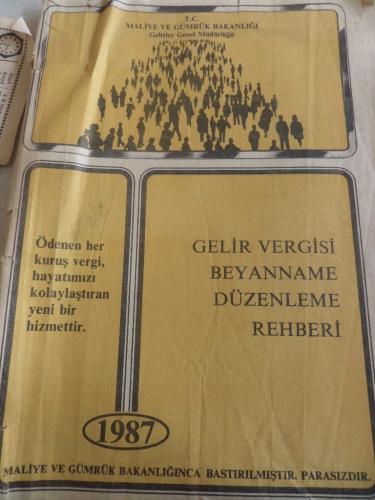 T.C.
MALİYE VE GÜMRÜK BAKANLIĞI
Gelirler Genel Müdürlüğü
Ödenen her
kuruş vergi,
hayatımızı
kolaylaştıran
yeni bir
hizmettir.
GELİR VERGİSİ
BEYANNAME
DÜZENLEME
REHBERİ
1987
MALİYE VE GÜMRÜK BAKANLIĞINCA BASTIRILMIŞTIR, PARASIZDIR.